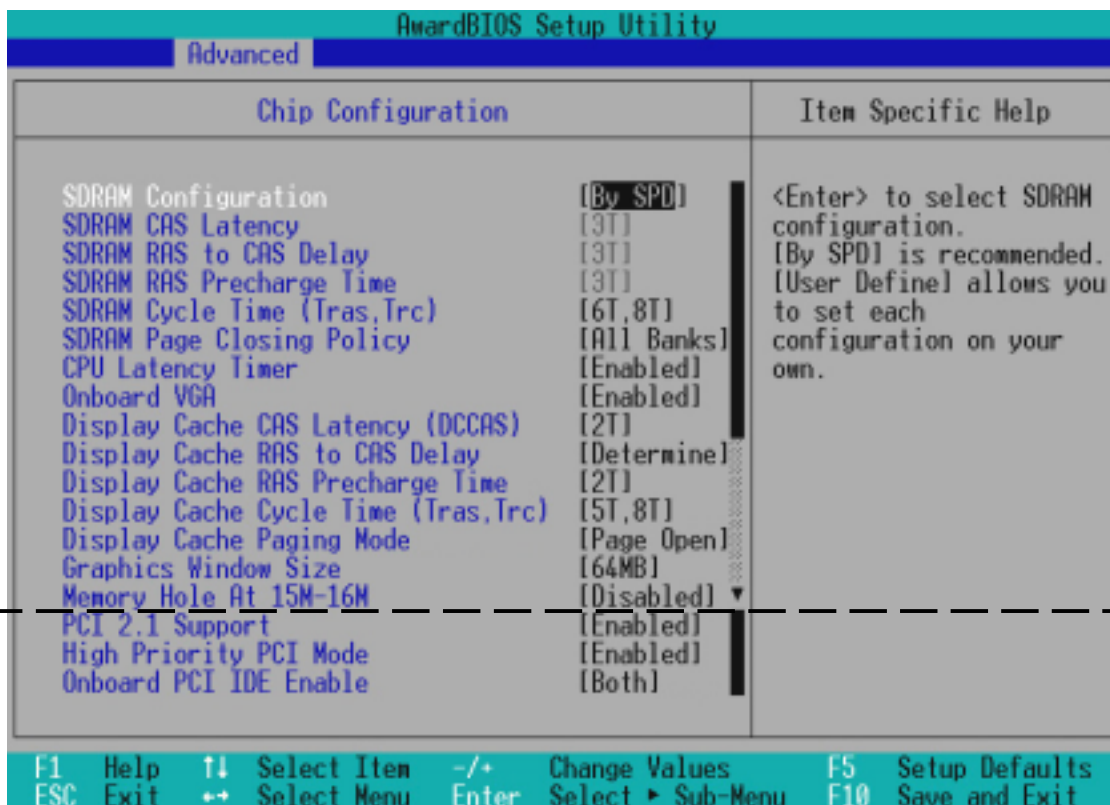 AwardBIOS Setup Utility
Advanced
Chip Configuration
Item Specific Help
SDRAM Configuration [By SPD]
SDRAM CAS Latency [3T]
SDRAM RAS to CAS Delay [3T]
SDRAM RAS Precharge Time [3T]
SDRAM Cycle Time (Tras,Trc) [6T,8T]
SDRAM Page Closing Policy [All Banks]
CPU Latency Timer [Enabled]
Onboard VGA [Enabled]
Display Cache CAS Latency (DCCAS) [2T]
Display Cache RAS to CAS Delay [Determine]
Display Cache RAS Precharge Time [2T]
Display Cache Cycle Time (Tras,Trc) [5T,8T]
Display Cache Paging Mode [Page Open]
Graphics Window Size [64MB]
Memory Hole At 15M-16M [Disabled] ▼
PCI 2.1 Support [Enabled]
High Priority PCI Mode [Enabled]
Onboard PCI IDE Enable [Both]
<Enter> to select SDRAM
configuration.
[By SPD] is recommended.
[User Define] allows you
to set each
configuration on your
own.
F1 Help ↑↓ Select Item -/+ Change Values F5 Setup Defaults
ESC Exit ←→ Select Menu Enter Select ► Sub-Menu F10 Save and Exit